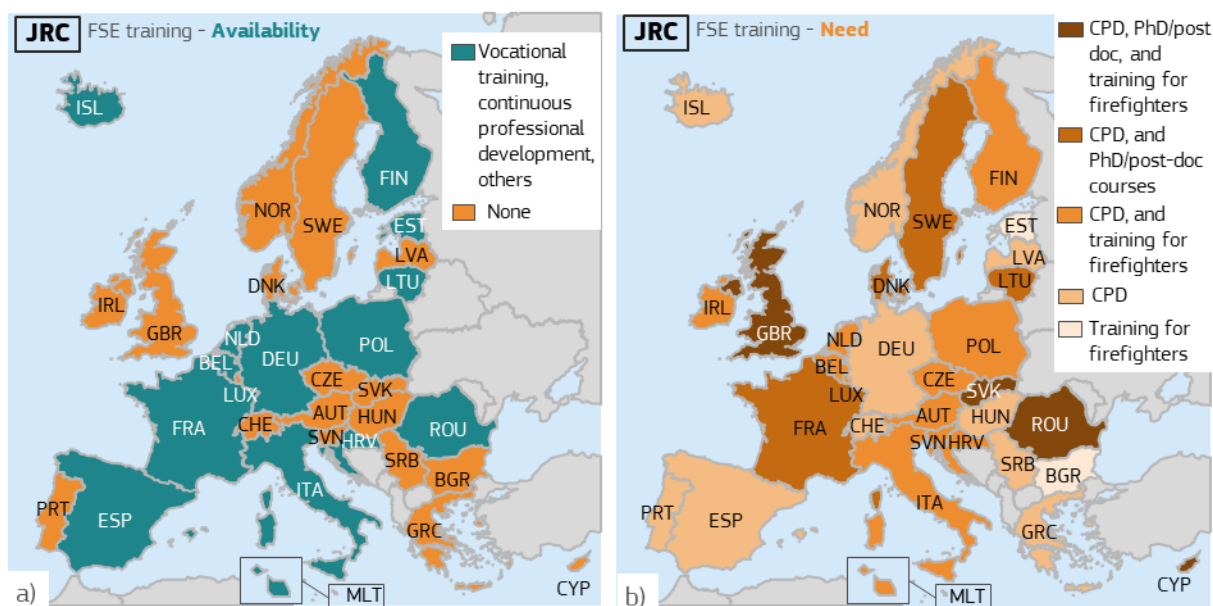 JRC FSE training - Availability
Vocational
training,
continuous
professional
development,
others
None
ISL
FIN
NOR
SWE
EST
LVA
LTU
DNK
IRL
GBR
NLD
BEL
DEU
POL
LUX
CZE
SVK
FRA
CHE
AUT
HUN
SVN
HRV
ROU
SRB
ITA
BGR
PRT
ESP
GRC
CYP
MLT
a)
JRC FSE training - Need
CPD, PhD/post
doc, and
training for
firefighters
CPD, and
PhD/post-doc
courses
CPD, and
training for
firefighters
CPD
Training for
firefighters
ISL
FIN
NOR
SWE
EST
LVA
LTU
DNK
IRL
GBR
NLD
BEL
DEU
POL
LUX
CZE
SVK
FRA
CHE
AUT
HUN
SVN
HRV
ROU
SRB
BGR
ITA
PRT
ESP
GRC
CYP
MLT
b)